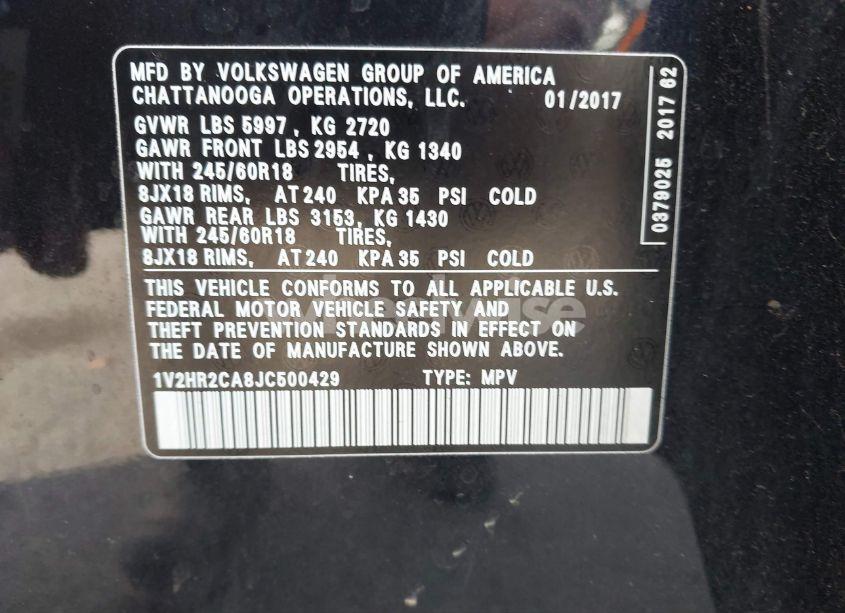 MFD BY VOLKSWAGEN GROUP OF AMERICA
CHATTANOOGA OPERATIONS, LLC. 01/2017
GVWR LBS 5997, KG 2720
GAWR FRONT LBS 2954, KG 1340
WITH 245/60R18 TIRES,
8JX18 RIMS, AT 240 KPA 35 PSI COLD
GAWR REAR LBS 3153, KG 1430
WITH 245/60R18 TIRES,
8JX18 RIMS, AT 240 KPA 35 PSI COLD
THIS VEHICLE CONFORMS TO ALL APPLICABLE U.S.
FEDERAL MOTOR VEHICLE SAFETY AND
THEFT PREVENTION STANDARDS IN EFFECT ON
THE DATE OF MANUFACTURE SHOWN ABOVE.
1V2HR2CA8JC500429 TYPE: MPV
0379025 2017 62